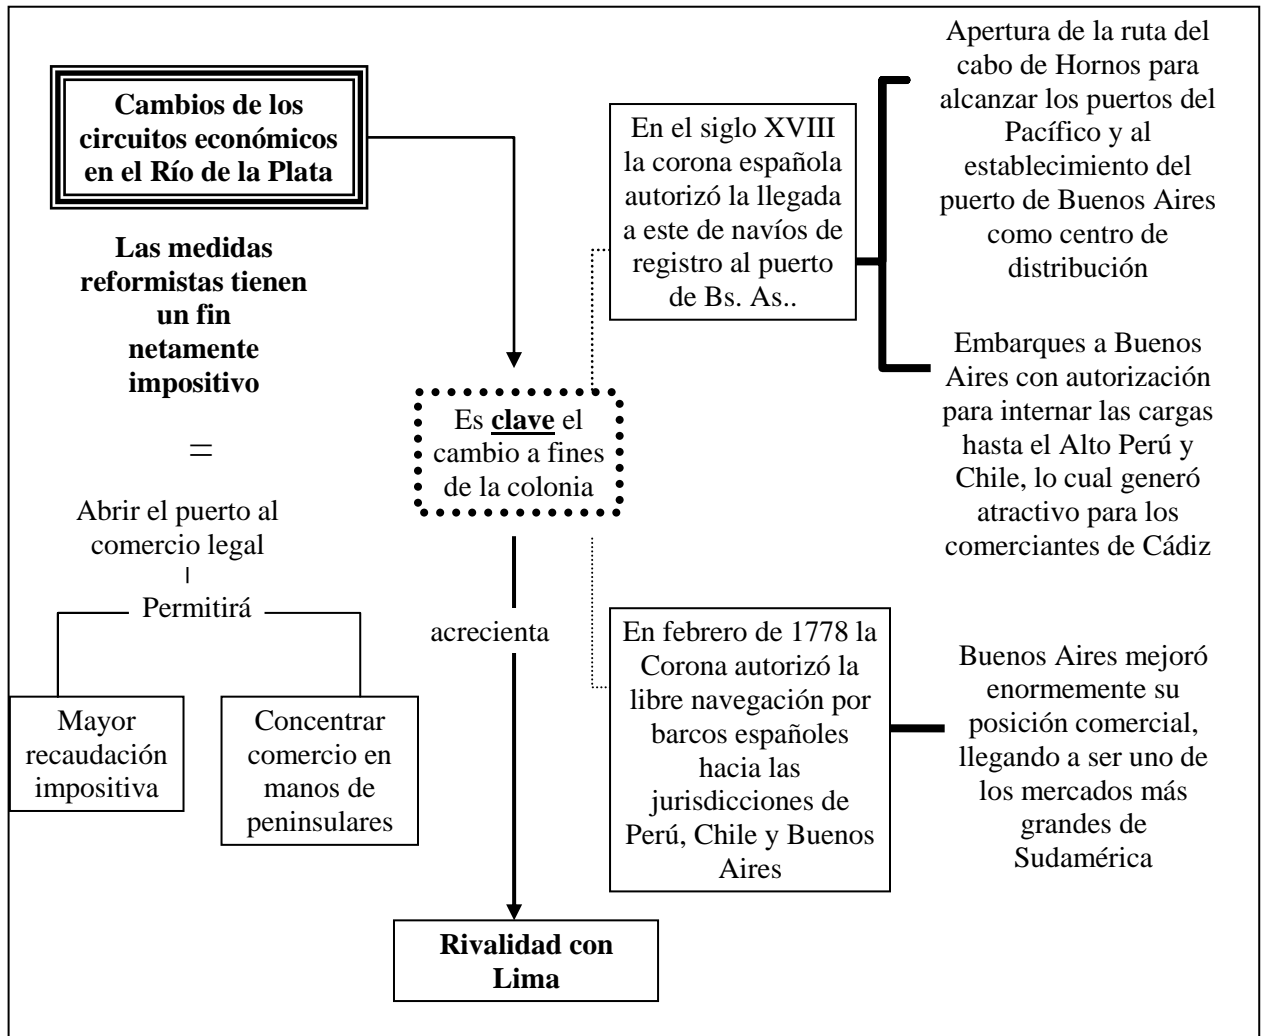 Cambios de los
circuitos económicos
en el Río de la Plata
Las medidas
reformistas tienen
un fin
netamente
impositivo
=
Abrir el puerto al
comercio legal
Permitirá
Mayor
recaudación
impositiva
Concentrar
comercio en
manos de
peninsulares
Es clave el
cambio a fines
de la colonia
acrecienta
Rivalidad con
Lima
En el siglo XVIII
la corona española
autorizó la llegada
a este de navíos de
registro al puerto
de Bs. As..
Apertura de la ruta del
cabo de Hornos para
alcanzar los puertos del
Pacífico y al
establecimiento del
puerto de Buenos Aires
como centro de
distribución
Embarques a Buenos
Aires con autorización
para internar las cargas
hasta el Alto Perú y
Chile, lo cual generó
atractivo para los
comerciantes de Cádiz
En febrero de 1778 la
Corona autorizó la
libre navegación por
barcos españoles
hacia las
jurisdicciones de
Perú, Chile y Buenos
Aires
Buenos Aires mejoró
enormemente su
posición comercial,
llegando a ser uno de
los mercados más
grandes de
Sudamérica